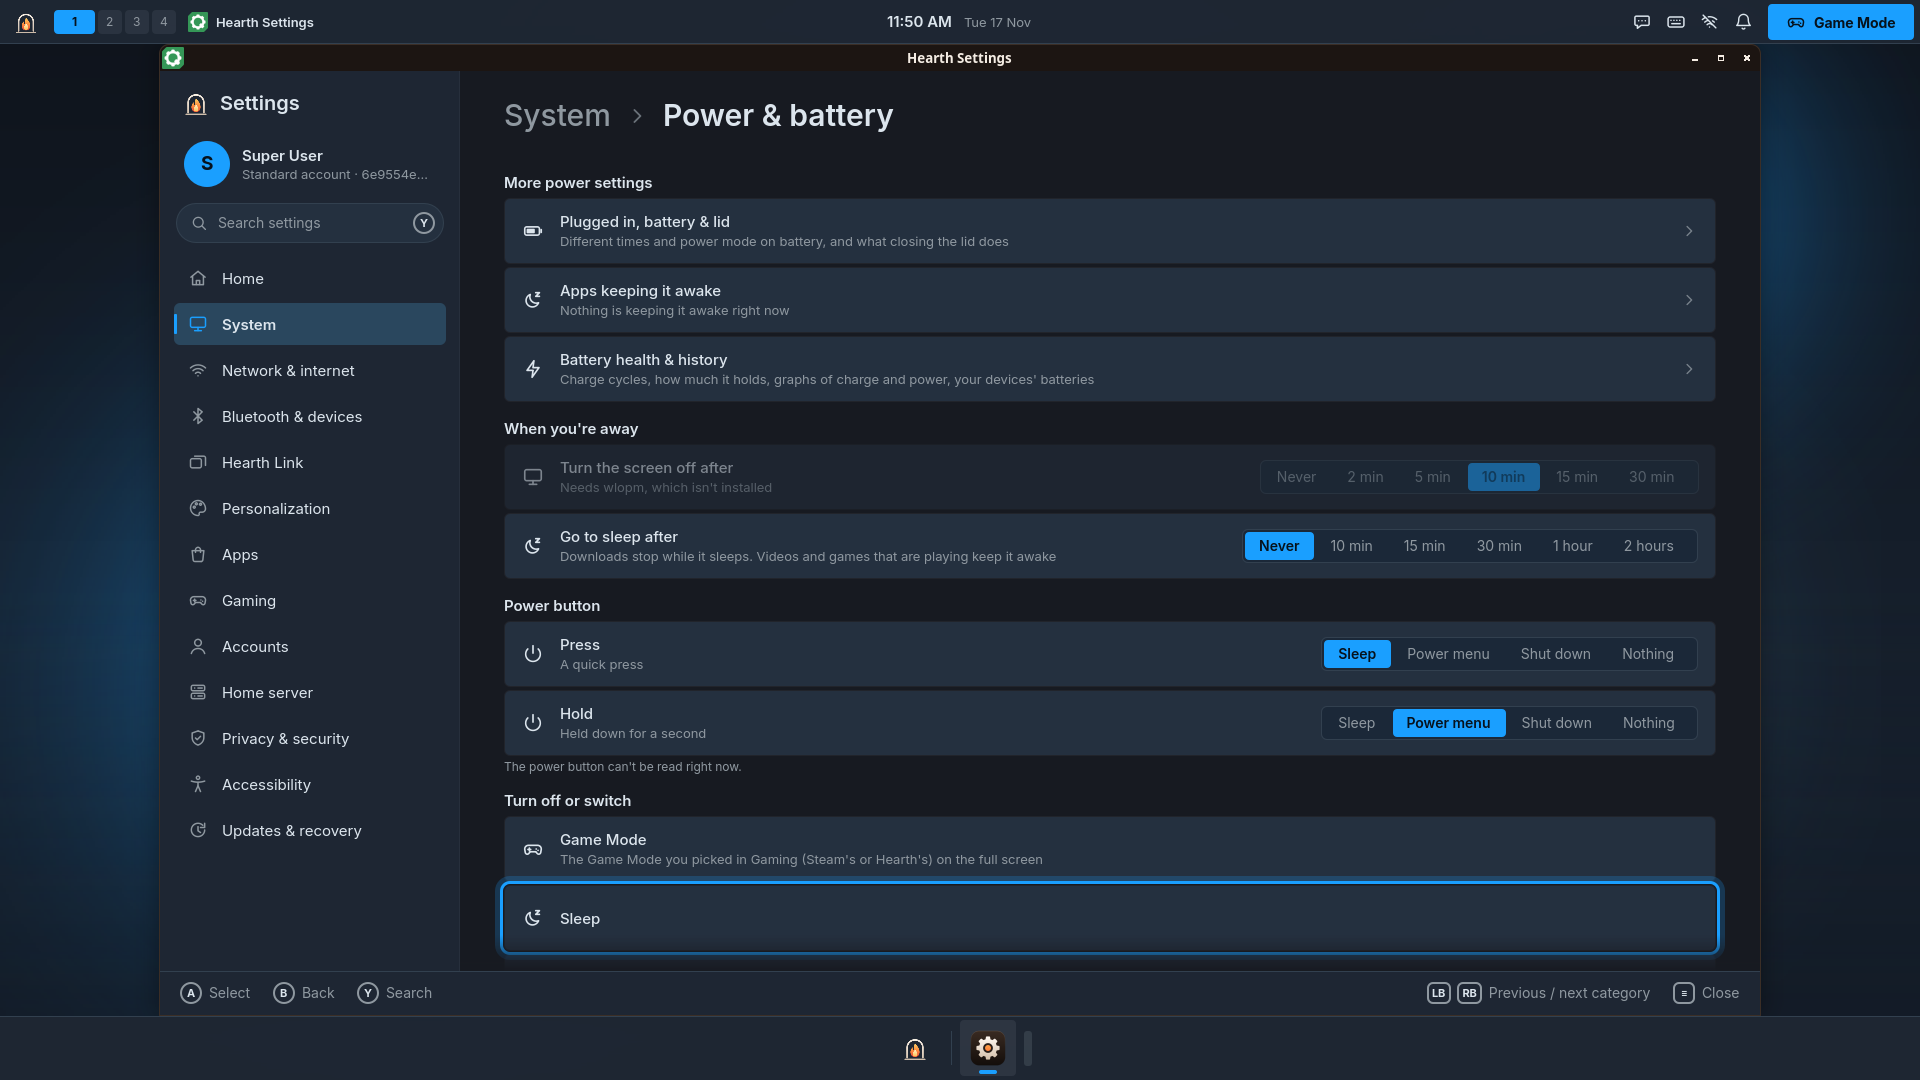 1 2 3 4 Hearth Settings
11:50 AM Tue 17 Nov
Game Mode
Hearth Settings
Settings
S
Super User
Standard account · 6e9554e...
Search settings Y
Home
System
Network & internet
Bluetooth & devices
Hearth Link
Personalization
Apps
Gaming
Accounts
Home server
Privacy & security
Accessibility
Updates & recovery
System > Power & battery
More power settings
Plugged in, battery & lid
Different times and power mode on battery, and what closing the lid does
Apps keeping it awake
Nothing is keeping it awake right now
Battery health & history
Charge cycles, how much it holds, graphs of charge and power, your devices' batteries
When you're away
Turn the screen off after
Needs wlopm, which isn't installed
Never 2 min 5 min 10 min 15 min 30 min
Go to sleep after
Downloads stop while it sleeps. Videos and games that are playing keep it awake
Never 10 min 15 min 30 min 1 hour 2 hours
Power button
Press
A quick press
Sleep Power menu Shut down Nothing
Hold
Held down for a second
Sleep Power menu Shut down Nothing
The power button can't be read right now.
Turn off or switch
Game Mode
The Game Mode you picked in Gaming (Steam's or Hearth's) on the full screen
Sleep
A Select B Back Y Search
LB RB Previous / next category Close